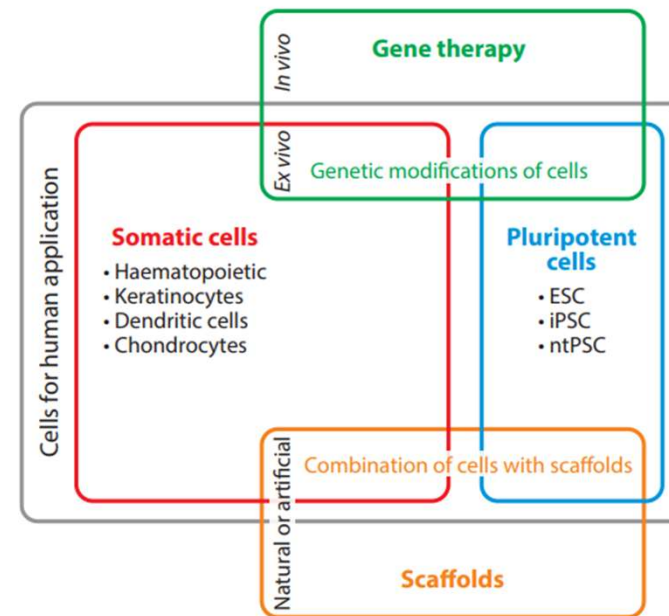 In vivo
Gene therapy
Ex vivo
Genetic modifications of cells
Cells for human application
Somatic cells
• Haematopoietic
• Keratinocytes
• Dendritic cells
• Chondrocytes
Pluripotent
cells
• ESC
• iPSC
• ntPSC
Natural or artificial
Combination of cells with scaffolds
Scaffolds